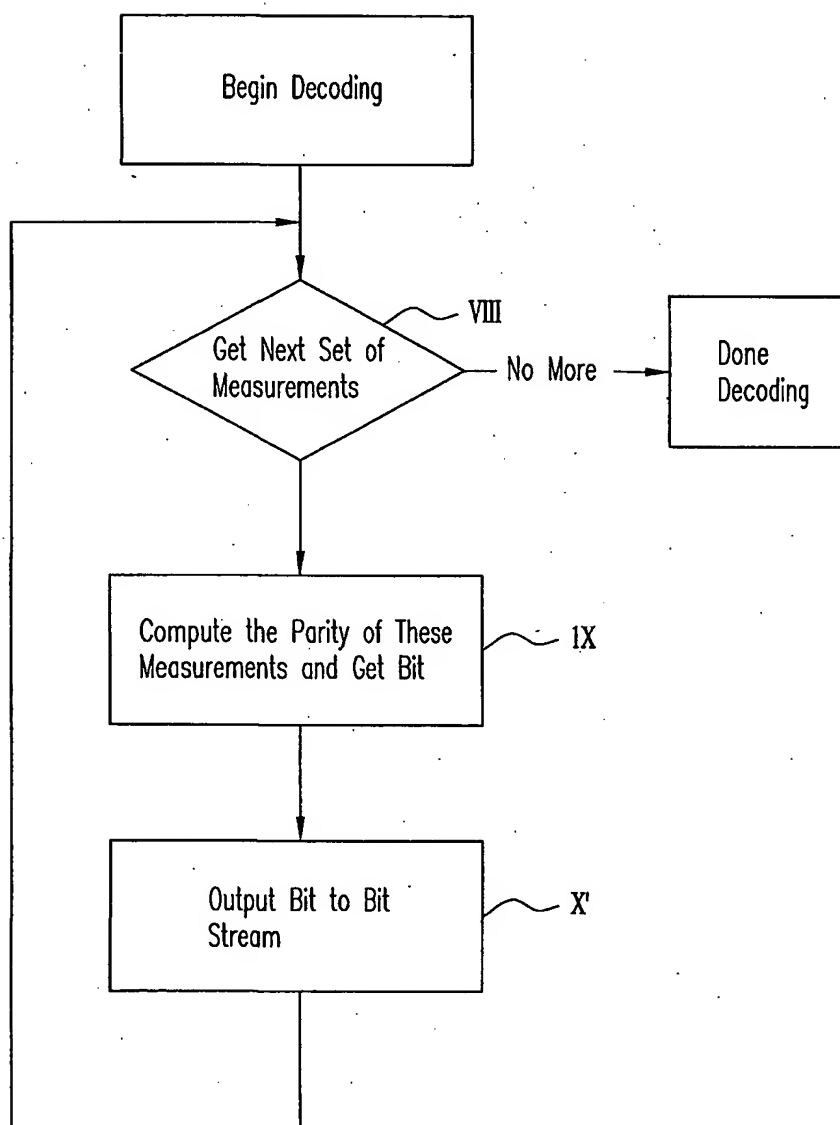 Begin Decoding
VIII
Get Next Set of
Measurements
No More
Done
Decoding
Compute the Parity of These
Measurements and Get Bit
1X
Output Bit to Bit
Stream
X'